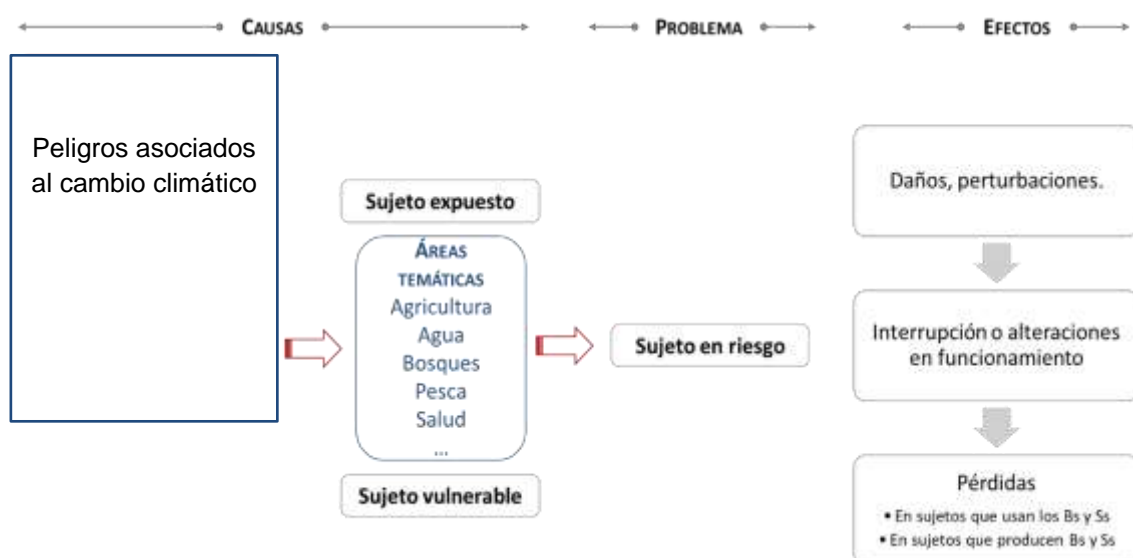 CAUSAS
PROBLEMA
EFECTOS
Peligros asociados
al cambio climático
Sujeto expuesto
ÁREAS
TEMÁTICAS
Agricultura
Agua
Bosques
Pesca
Salud
...
Sujeto vulnerable
Sujeto en riesgo
Daños, perturbaciones.
Interrupción o alteraciones
en funcionamiento
Pérdidas
▪ En sujetos que usan los Bs y Ss
▪ En sujetos que producen Bs y Ss